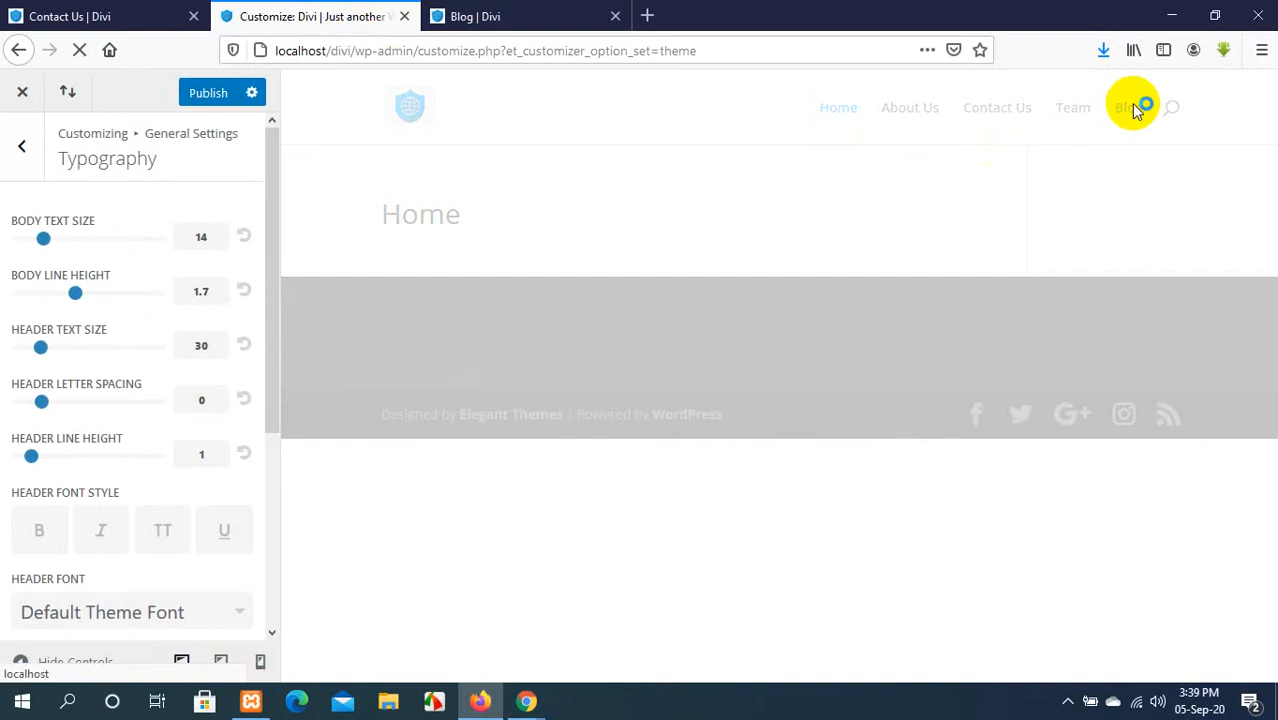 Contact Us | Divi
Customize: Divi | Just another W
Blog | Divi
localhost/divi/wp-admin/customize.php?et_customizer_option_set=theme
Publish
Customizing ▸ General Settings
Typography
Home
About Us
Contact Us
Team
BODY TEXT SIZE
14
BODY LINE HEIGHT
1.7
HEADER TEXT SIZE
30
HEADER LETTER SPACING
0
HEADER LINE HEIGHT
1
HEADER FONT STYLE
B I TT U
HEADER FONT
Default Theme Font
Hide Controls
localhost
Home
Designed by Elegant Themes | Powered by WordPress
3:39 PM
05-Sep-20
2